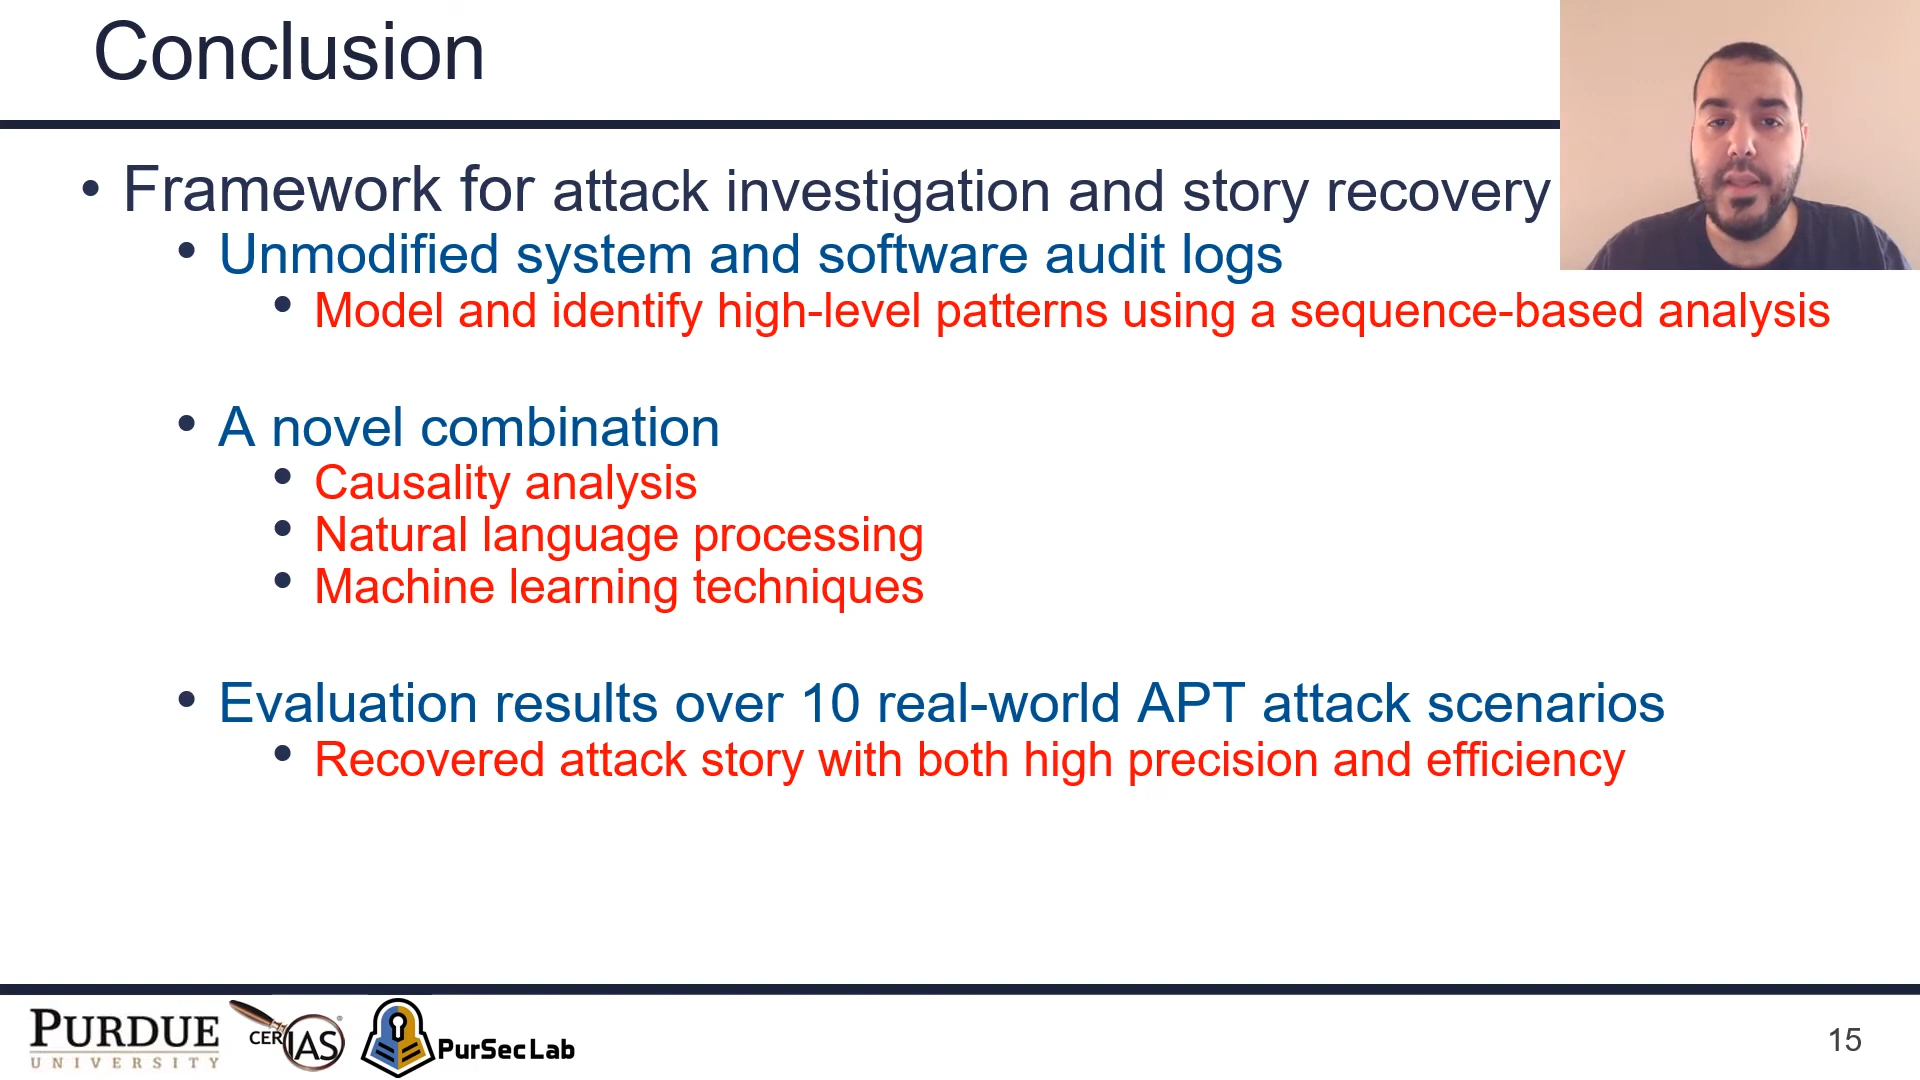 Conclusion
• Framework for attack investigation and story recovery
• Unmodified system and software audit logs
• Model and identify high-level patterns using a sequence-based analysis
• A novel combination
• Causality analysis
• Natural language processing
• Machine learning techniques
• Evaluation results over 10 real-world APT attack scenarios
• Recovered attack story with both high precision and efficiency
PURDUE
UNIVERSITY
CERIAS®
PurSecLab
15